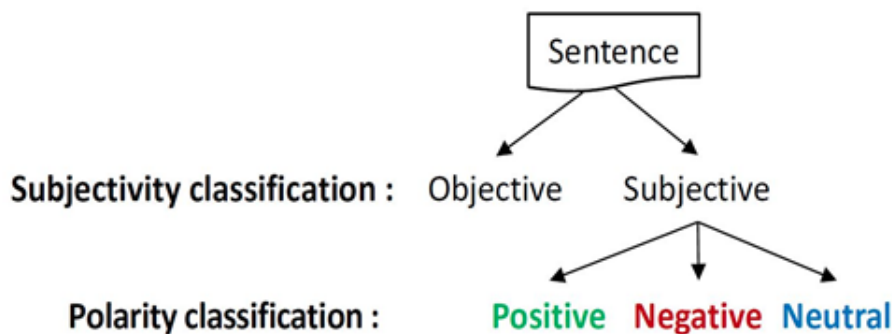 Sentence
Subjectivity classification : Objective Subjective
Polarity classification : Positive Negative Neutral